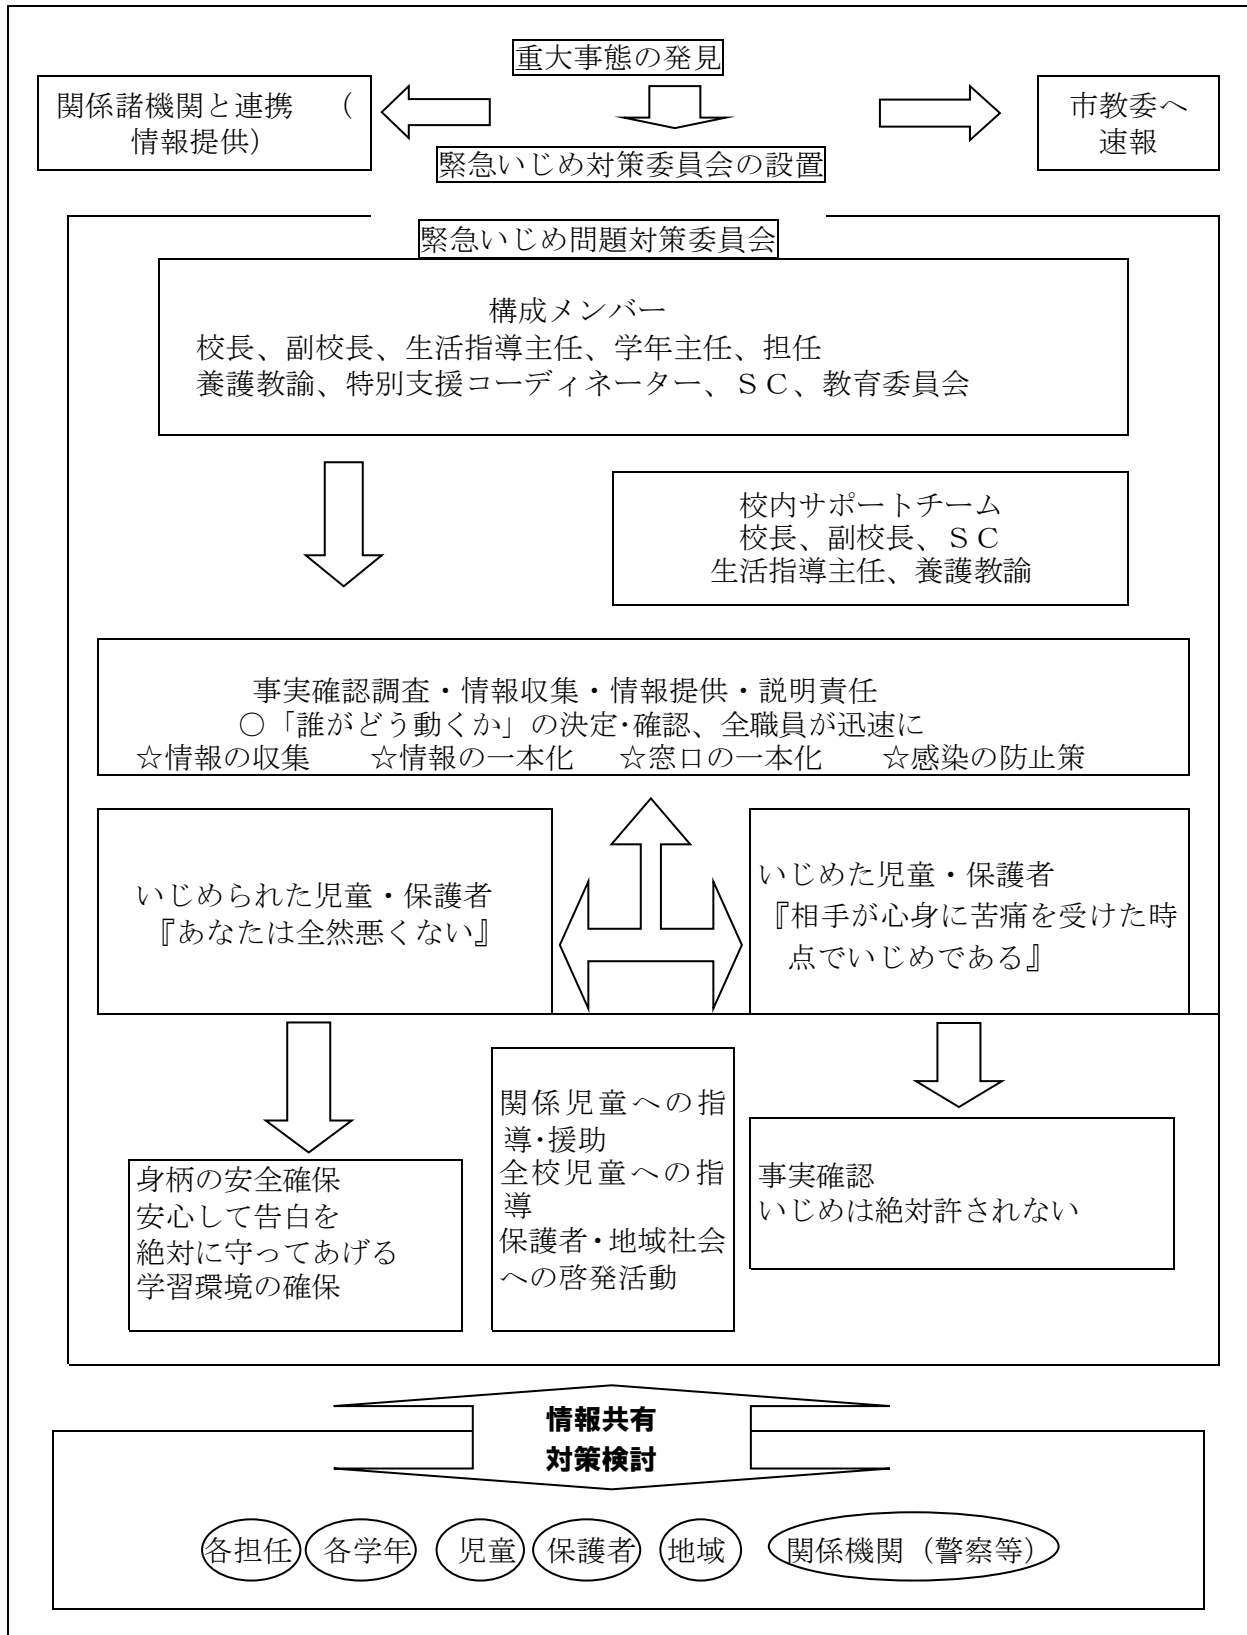 重大事態の発見
関係諸機関と連携　（
情報提供）
市教委へ
速報
緊急いじめ対策委員会の設置
緊急いじめ問題対策委員会
構成メンバー
校長、副校長、生活指導主任、学年主任、担任
養護教諭、特別支援コーディネーター、ＳＣ、教育委員会
校内サポートチーム
校長、副校長、ＳＣ
生活指導主任、養護教諭
事実確認調査・情報収集・情報提供・説明責任
○「誰がどう動くか」の決定･確認、全職員が迅速に
☆情報の収集　　☆情報の一本化　　☆窓口の一本化　　☆感染の防止策
いじめられた児童・保護者
『あなたは全然悪くない』
いじめた児童・保護者
『相手が心身に苦痛を受けた時
点でいじめである』
身柄の安全確保
安心して告白を
絶対に守ってあげる
学習環境の確保
関係児童への指
導･援助
全校児童への指
導
保護者・地域社会
への啓発活動
事実確認
いじめは絶対許されない
情報共有
対策検討
各担任　各学年　児童　保護者　地域　関係機関（警察等）